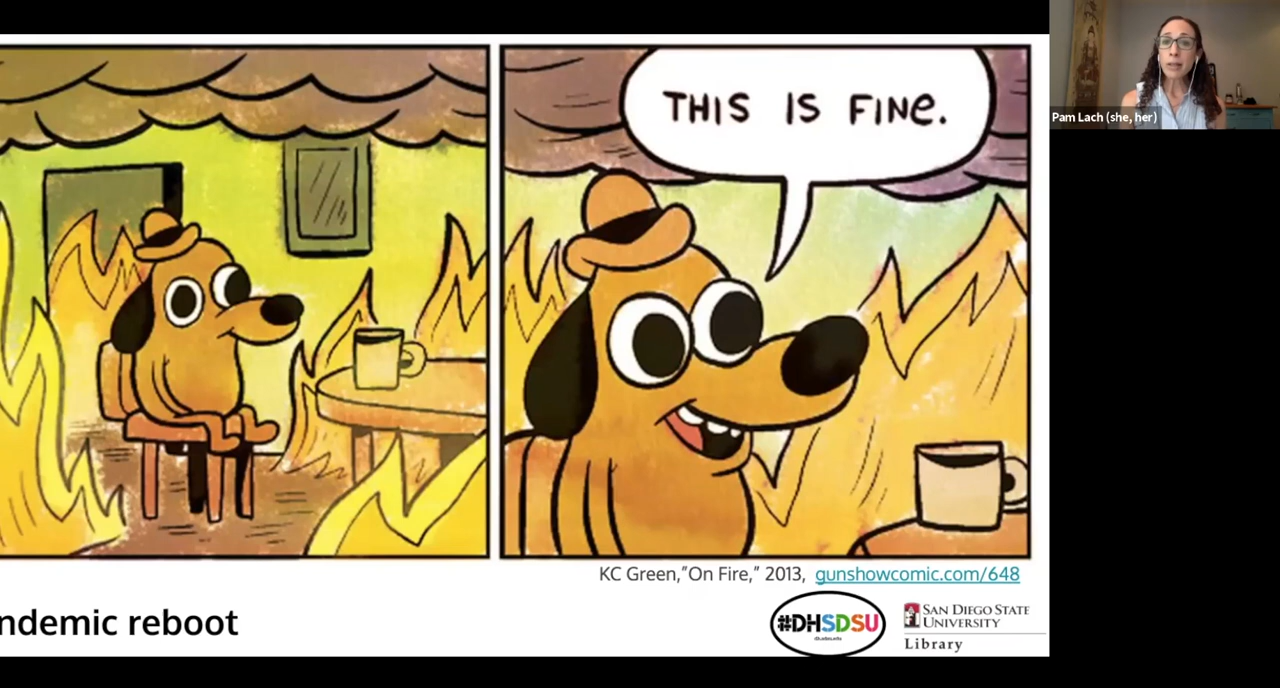 THIS IS FINE.
Pam Lach (she, her)
KC Green,"On Fire," 2013, gunshowcomic.com/648
ndemic reboot
#DHSDSU
SAN DIEGO STATE
UNIVERSITY
Library